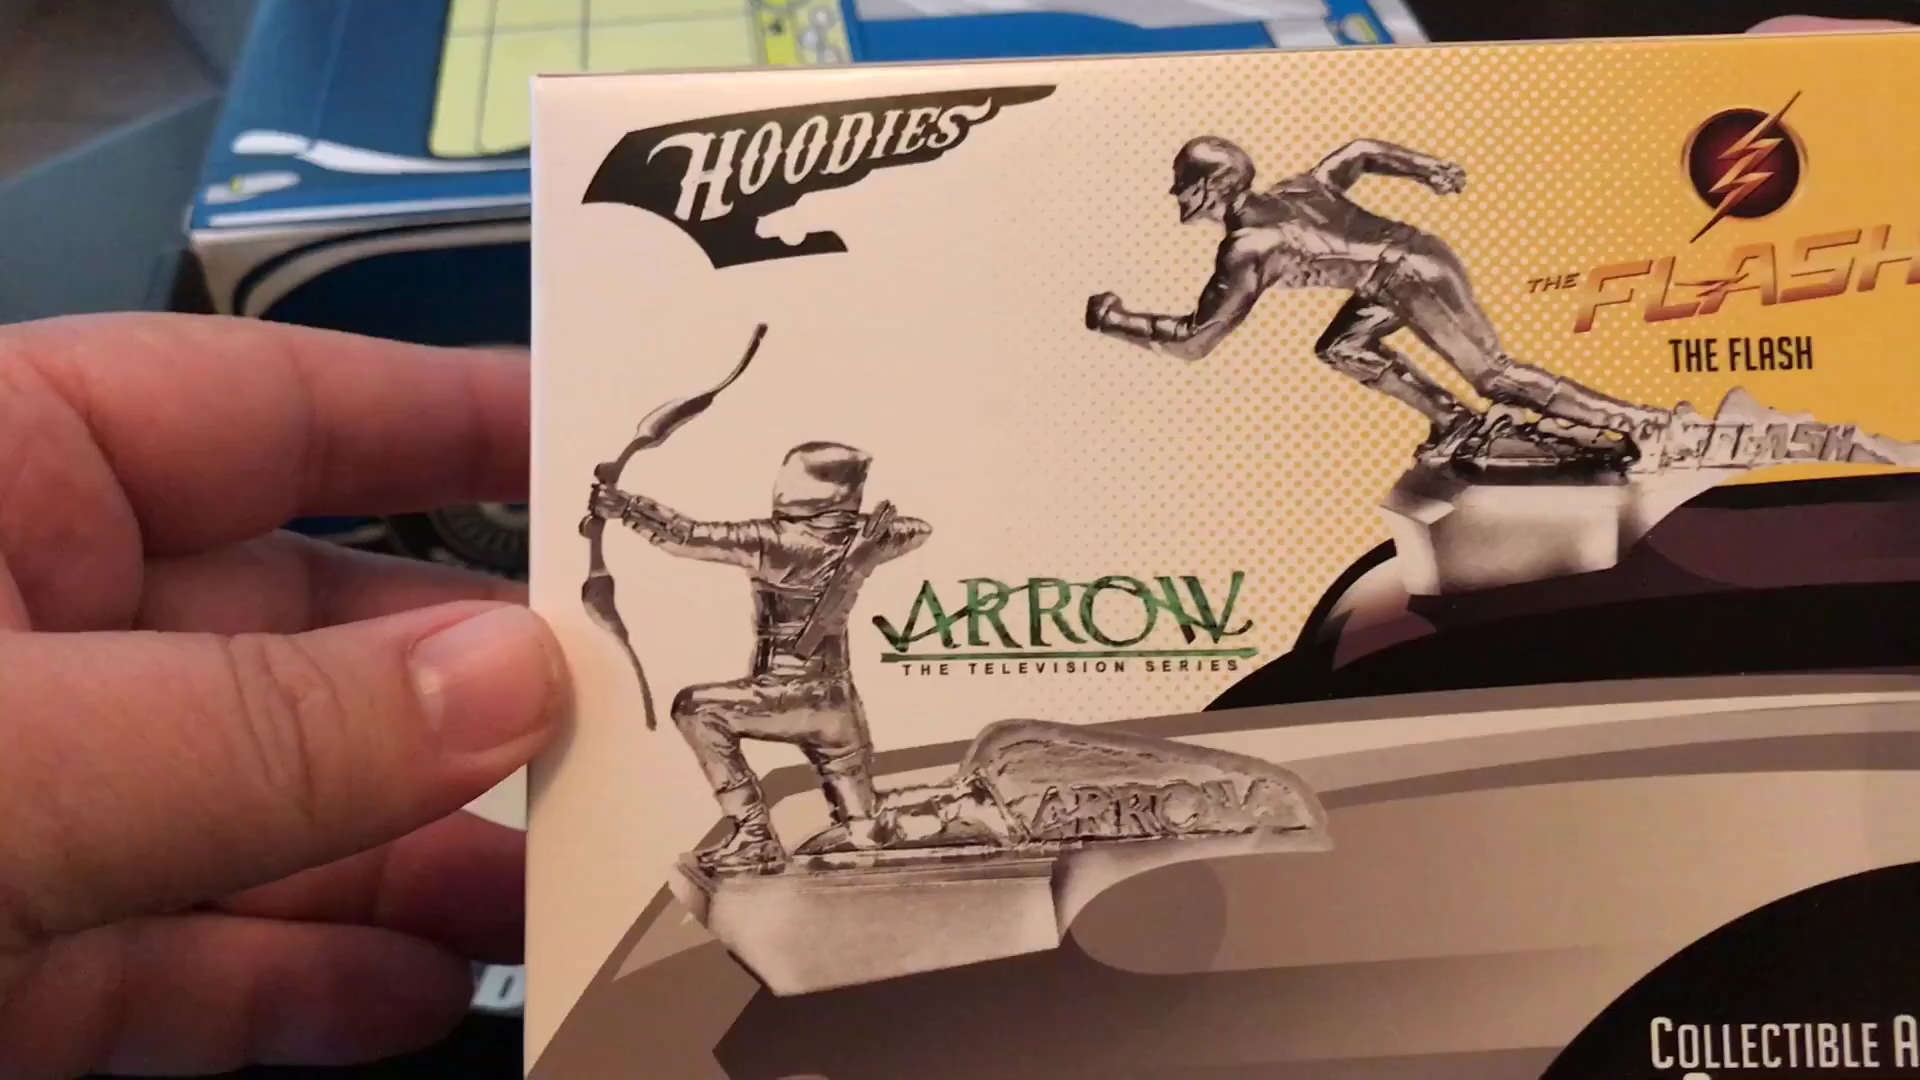 HOODIES
THE FLASH
THE FLASH
FLASH
ARROW
THE TELEVISION SERIES
ARROW
COLLECTIBLE A